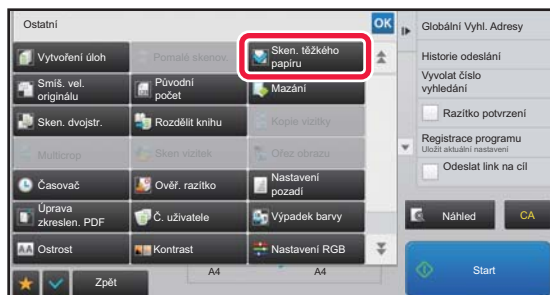 Ostatní
OK
Vytvoření úloh
Pomalé skenov.
Sken. těžkého
papíru
Smíš. vel.
originálu
Původní
počet
Mazání
Sken. dvojstr.
Rozdělit knihu
Kopie vizitky
Multicrop
Sken vizitek
Ořez obrazu
Časovač
Ověř. razítko
Nastavení
pozadí
Úprava
zkreslen. PDF
Č. uživatele
Výpadek barvy
AA Ostrost
Kontrast
Nastavení RGB
Zpět
A4
A4
Globální Vyhl. Adresy
Historie odeslání
Vyvolat číslo
vyhledání
Razítko potvrzení
Registrace programu
Uložit aktuální nastavení
Odeslat link na cíl
Náhled
CA
Start